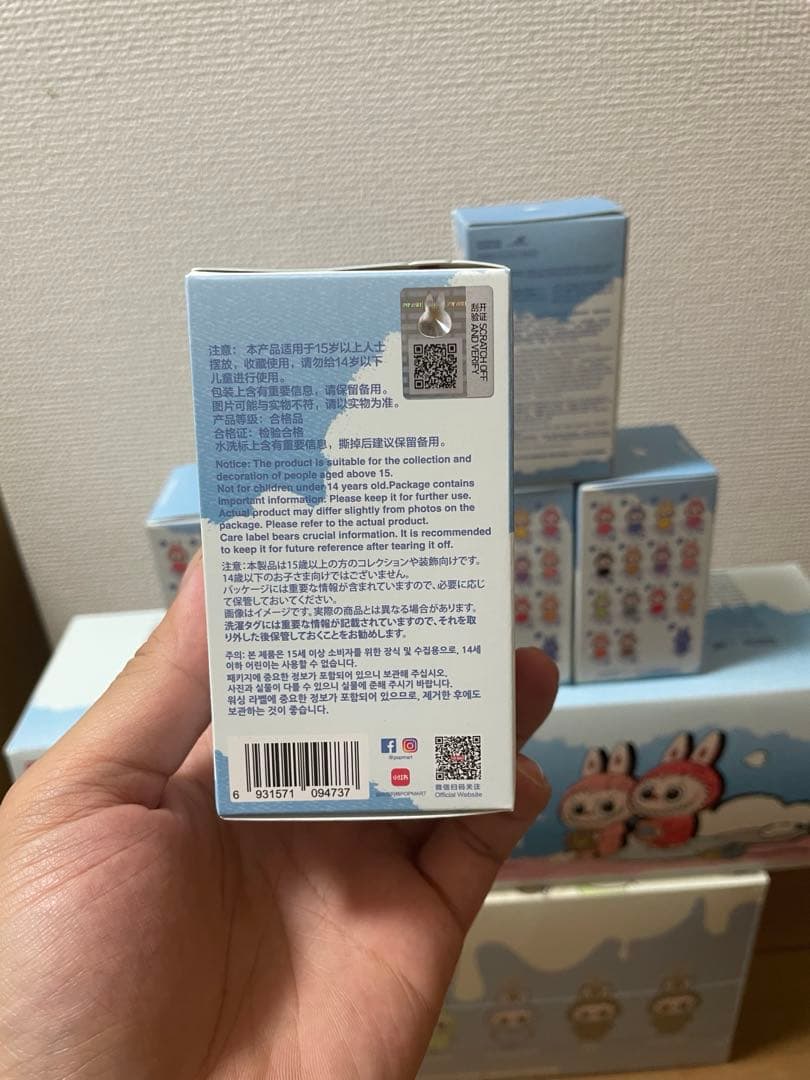 开证
刮验
SCRATCH OFF
AND VERIFY
注意： 本产品适用于15岁以上人士
摆放，收藏使用，请勿给14岁以下
儿童进行使用。
包装上含有重要信息，请保留备用。
图片可能与实物不符，请以实物为准。
产品等级：合格品
合格证：检验合格
水洗标上含有重要信息，撕掉后建议保留备用。
Notice: The product is suitable for the collection and
decoration of people aged above 15.
Not for children under 14 years old.Package contains
important information. Please keep it for further use.
Actual product may differ slightly from photos on the
package. Please refer to the actual product.
Care label bears crucial information. It is recommended
to keep it for future reference after tearing it off.
注意:本製品は15歳以上の方のコレクションや装飾向けです。
14歳以下のお子さま向けではございません。
パッケージには重要な情報が含まれていますので、必要に応じ
て保管しておいてください。
画像はイメージです。実際の商品とは異なる場合があります。
洗濯タグには重要な情報が記載されていますので、それを取
り外した後保管しておくことをお勧めします。
주의: 본 제품은 15세 이상 소비자를 위한 장식 및 수집용으로, 14세
이하 어린이는 사용할 수 없습니다.
패키지에 중요한 정보가 포함되어 있으니 보관해 주십시오.
사진과 실물이 다를 수 있으니 실물에 준해 주시기 바랍니다.
워싱 라벨에 중요한 정보가 포함되어 있으므로, 제거한 후에도
보관하는 것이 좋습니다.
6 931571 094737
@popmart
小红书
POPMART
微信扫码关注
Official Website